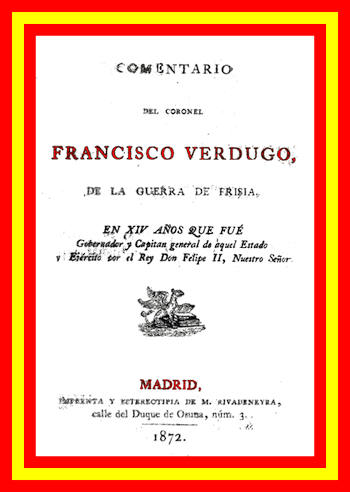 COMENTARIO
DEL CORONEL
FRANCISCO VERDUGO,
DE LA GUERRA DE FRISIA,
EN XIV AÑOS QUE FUÉ
Gobernador y Capitan general de aquel Estado
y Ejército por el Rey Don Felipe II, Nuestro Señor.
MADRID,
IMPRENTA Y ESTEREOTIPIA DE M. RIVADENEYRA,
calle del Duque de Osuna, núm. 3.
1872.